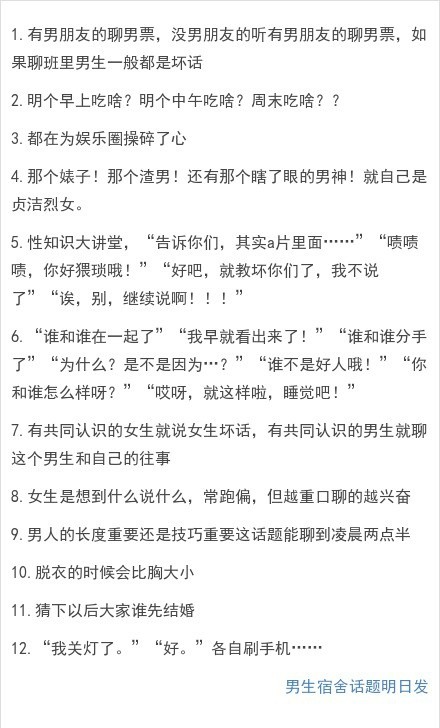 1.有男朋友的聊男票，没男朋友的听有男朋友的聊男票，如
果聊班里男生一般都是坏话
2.明个早上吃啥？明个中午吃啥？周末吃啥？？
3.都在为娱乐圈操碎了心
4.那个婊子！那个渣男！还有那个瞎了眼的男神！就自己是
贞洁烈女。
5.性知识大讲堂，“告诉你们，其实a片里面……”“啧啧
啧，你好猥琐哦！”“好吧，就教坏你们了，我不说
了”“诶，别，继续说啊！！！”
6.“谁和谁在一起了”“我早就看出来了！”“谁和谁分手
了”“为什么？是不是因为…？”“谁不是好人哦！”“你
和谁怎么样呀？”“哎呀，就这样啦，睡觉吧！”
7.有共同认识的女生就说女生坏话，有共同认识的男生就聊
这个男生和自己的往事
8.女生是想到什么说什么，常跑偏，但越重口聊的越兴奋
9.男人的长度重要还是技巧重要这话题能聊到凌晨两点半
10.脱衣的时候会比胸大小
11.猜下以后大家谁先结婚
12.“我关灯了。”“好。”各自刷手机……
男生宿舍话题明日发